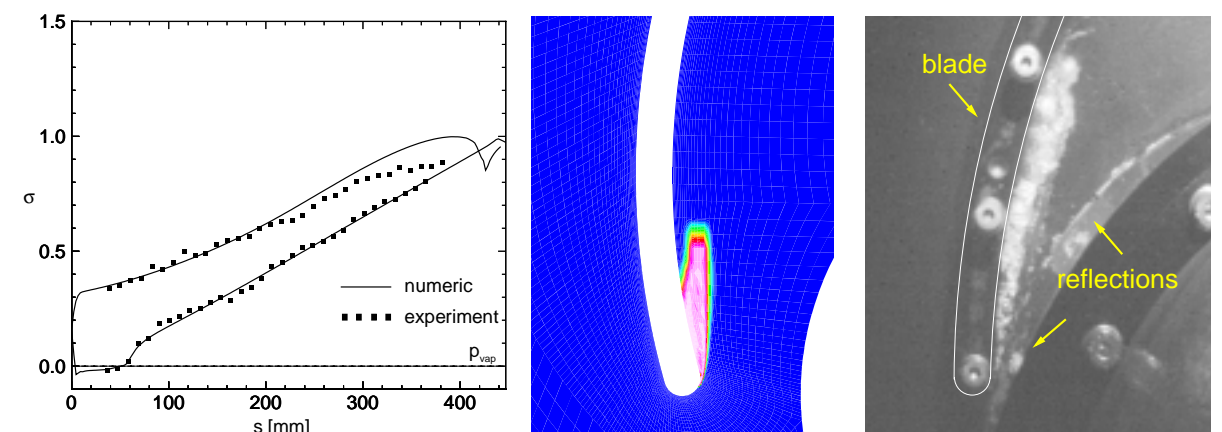 1.5
1.0
σ
0.5
numeric
experiment
p_vap
0.0
0 100 200 300 400
s [mm]
blade
reflections